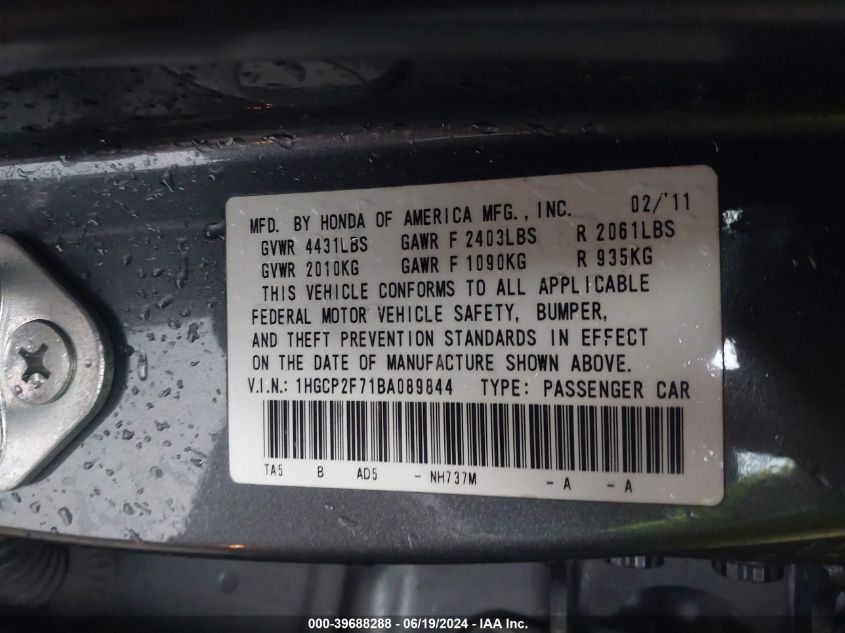 MFD. BY HONDA OF AMERICA MFG., INC. 02/'11
GVWR 4431LBS GAWR F 2403LBS R 2061LBS
GVWR 2010KG GAWR F 1090KG R 935KG
THIS VEHICLE CONFORMS TO ALL APPLICABLE
FEDERAL MOTOR VEHICLE SAFETY, BUMPER,
AND THEFT PREVENTION STANDARDS IN EFFECT
ON THE DATE OF MANUFACTURE SHOWN ABOVE.
V.I.N.: 1HGCP2F71BA089844 TYPE: PASSENGER CAR
TA5 B AD5 - NH737M - A - A
000-39688288 - 06/19/2024 - Copart, Inc.